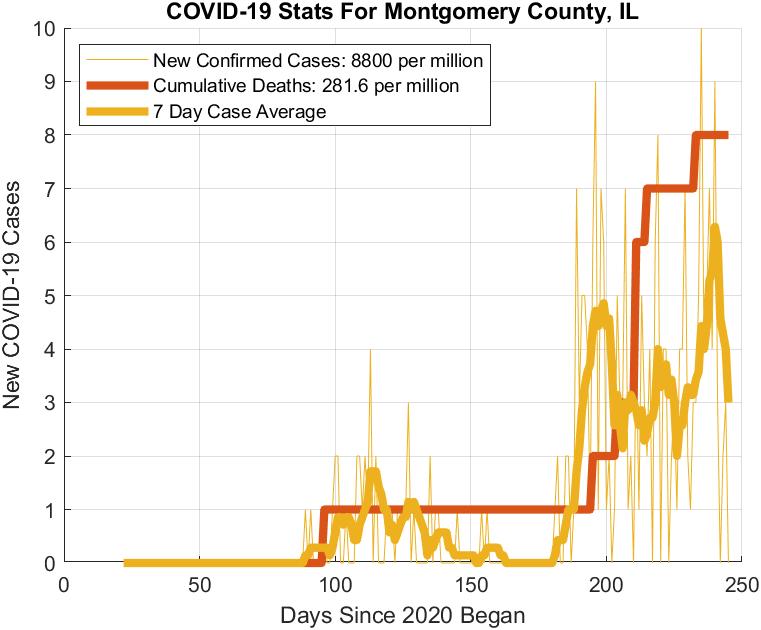 COVID-19 Stats For Montgomery County, IL
New Confirmed Cases: 8800 per million
Cumulative Deaths: 281.6 per million
7 Day Case Average
New COVID-19 Cases
10
9
8
7
6
5
4
3
2
1
0
0 50 100 150 200 250
Days Since 2020 Began